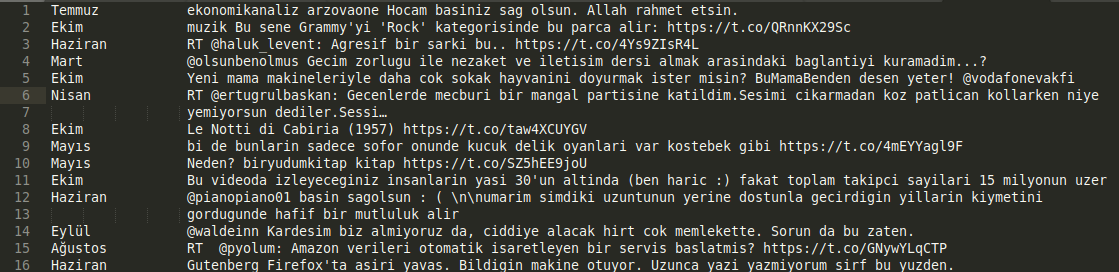 1 Temmuz ekonomikanaliz arzovaone Hocam basiniz sag olsun. Allah rahmet etsin.
2 Ekim muzik Bu sene Grammy'yi 'Rock' kategorisinde bu parca alir: https://t.co/QRnnKX29Sc
3 Haziran RT @haluk_levent: Agresif bir sarki bu.. https://t.co/4Ys9ZIsR4L
4 Mart @olsunbenolmus Gecim zorlugu ile nezaket ve iletisim dersi almak arasindaki baglantiyi kuramadim...?
5 Ekim Yeni mama makineleriyle daha cok sokak hayvanini doyurmak ister misin? BuMamaBenden desen yeter! @vodafonevakfi
6 Nisan RT @ertugrulbaskan: Gecenlerde mecburi bir mangal partisine katildim.Sesimi cikarmadan koz patlican kollarken niye
7 yemiyorsun dediler.Sessi…
8 Ekim Le Notti di Cabiria (1957) https://t.co/taw4XCUYGV
9 Mayıs bi de bunlarin sadece sofor onunde kucuk delik oyanlari var kostebek gibi https://t.co/4mEYYagl9F
10 Mayıs Neden? biryudumkitap kitap https://t.co/SZ5hEE9joU
11 Ekim Bu videoda izleyeceginiz insanlarin yasi 30'un altinda (ben haric :) fakat toplam takipci sayilari 15 milyonun uzer
12 Haziran @pianopiano01 basin sagolsun : ( \n\numarim simdiki uzuntunun yerine dostunla gecirdigin yillarin kiymetini
13 gordugunde hafif bir mutluluk alir
14 Eylül @waldeinn Kardesim biz almiyoruz da, ciddiye alacak hirt cok memlekette. Sorun da bu zaten.
15 Ağustos RT @pyolum: Amazon verileri otomatik isaretleyen bir servis baslatmis? https://t.co/GNywYLqCTP
16 Haziran Gutenberg Firefox'ta asiri yavas. Bildigin makine otuyor. Uzunca yazi yazmiyorum sirf bu yuzden.